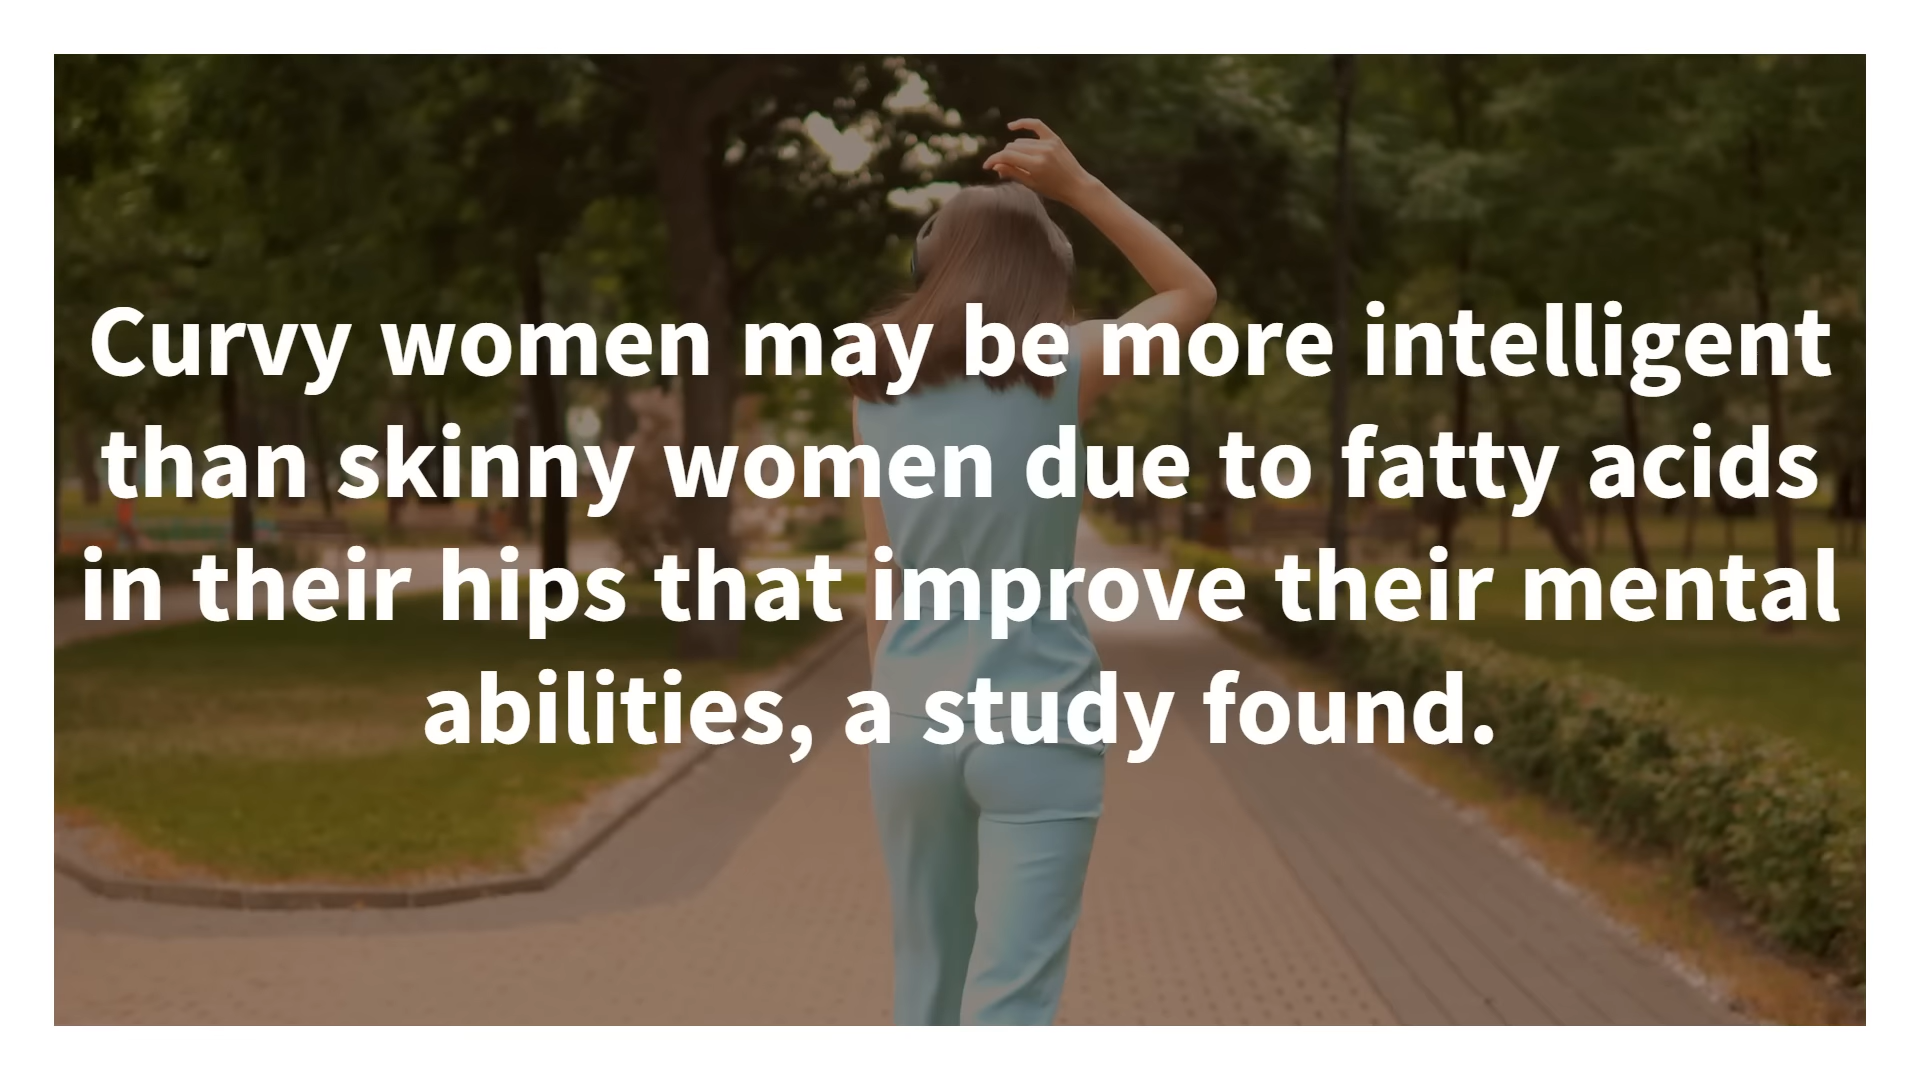 Curvy women may be more intelligent
than skinny women due to fatty acids
in their hips that improve their mental
abilities, a study found.